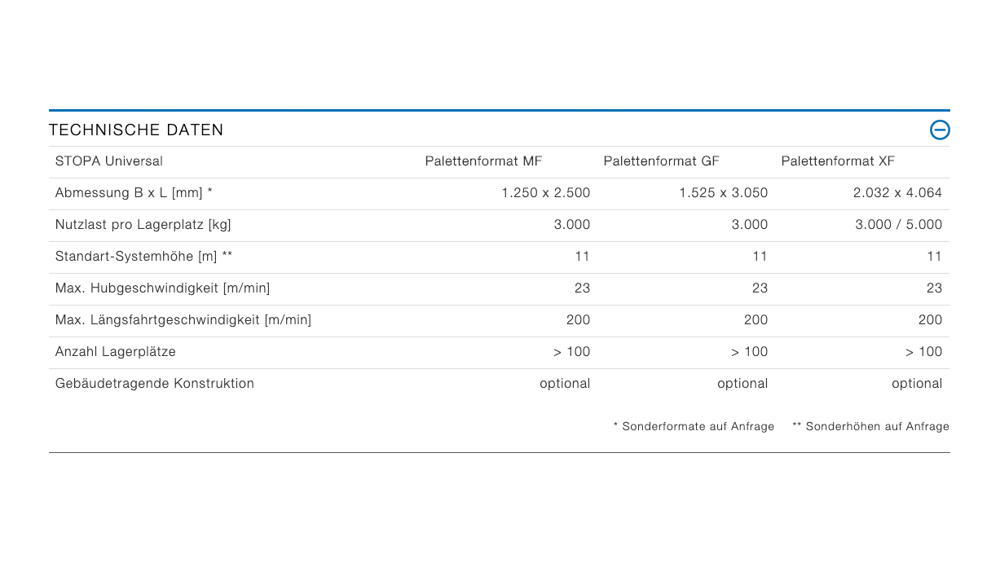 TECHNISCHE DATEN
STOPA Universal Palettenformat MF Palettenformat GF Palettenformat XF
Abmessung B x L [mm] * 1.250 x 2.500 1.525 x 3.050 2.032 x 4.064
Nutzlast pro Lagerplatz [kg] 3.000 3.000 3.000 / 5.000
Standart-Systemhöhe [m] ** 11 11 11
Max. Hubgeschwindigkeit [m/min] 23 23 23
Max. Längsfahrtgeschwindigkeit [m/min] 200 200 200
Anzahl Lagerplätze > 100 > 100 > 100
Gebäudetragende Konstruktion optional optional optional
* Sonderformate auf Anfrage ** Sonderhöhen auf Anfrage